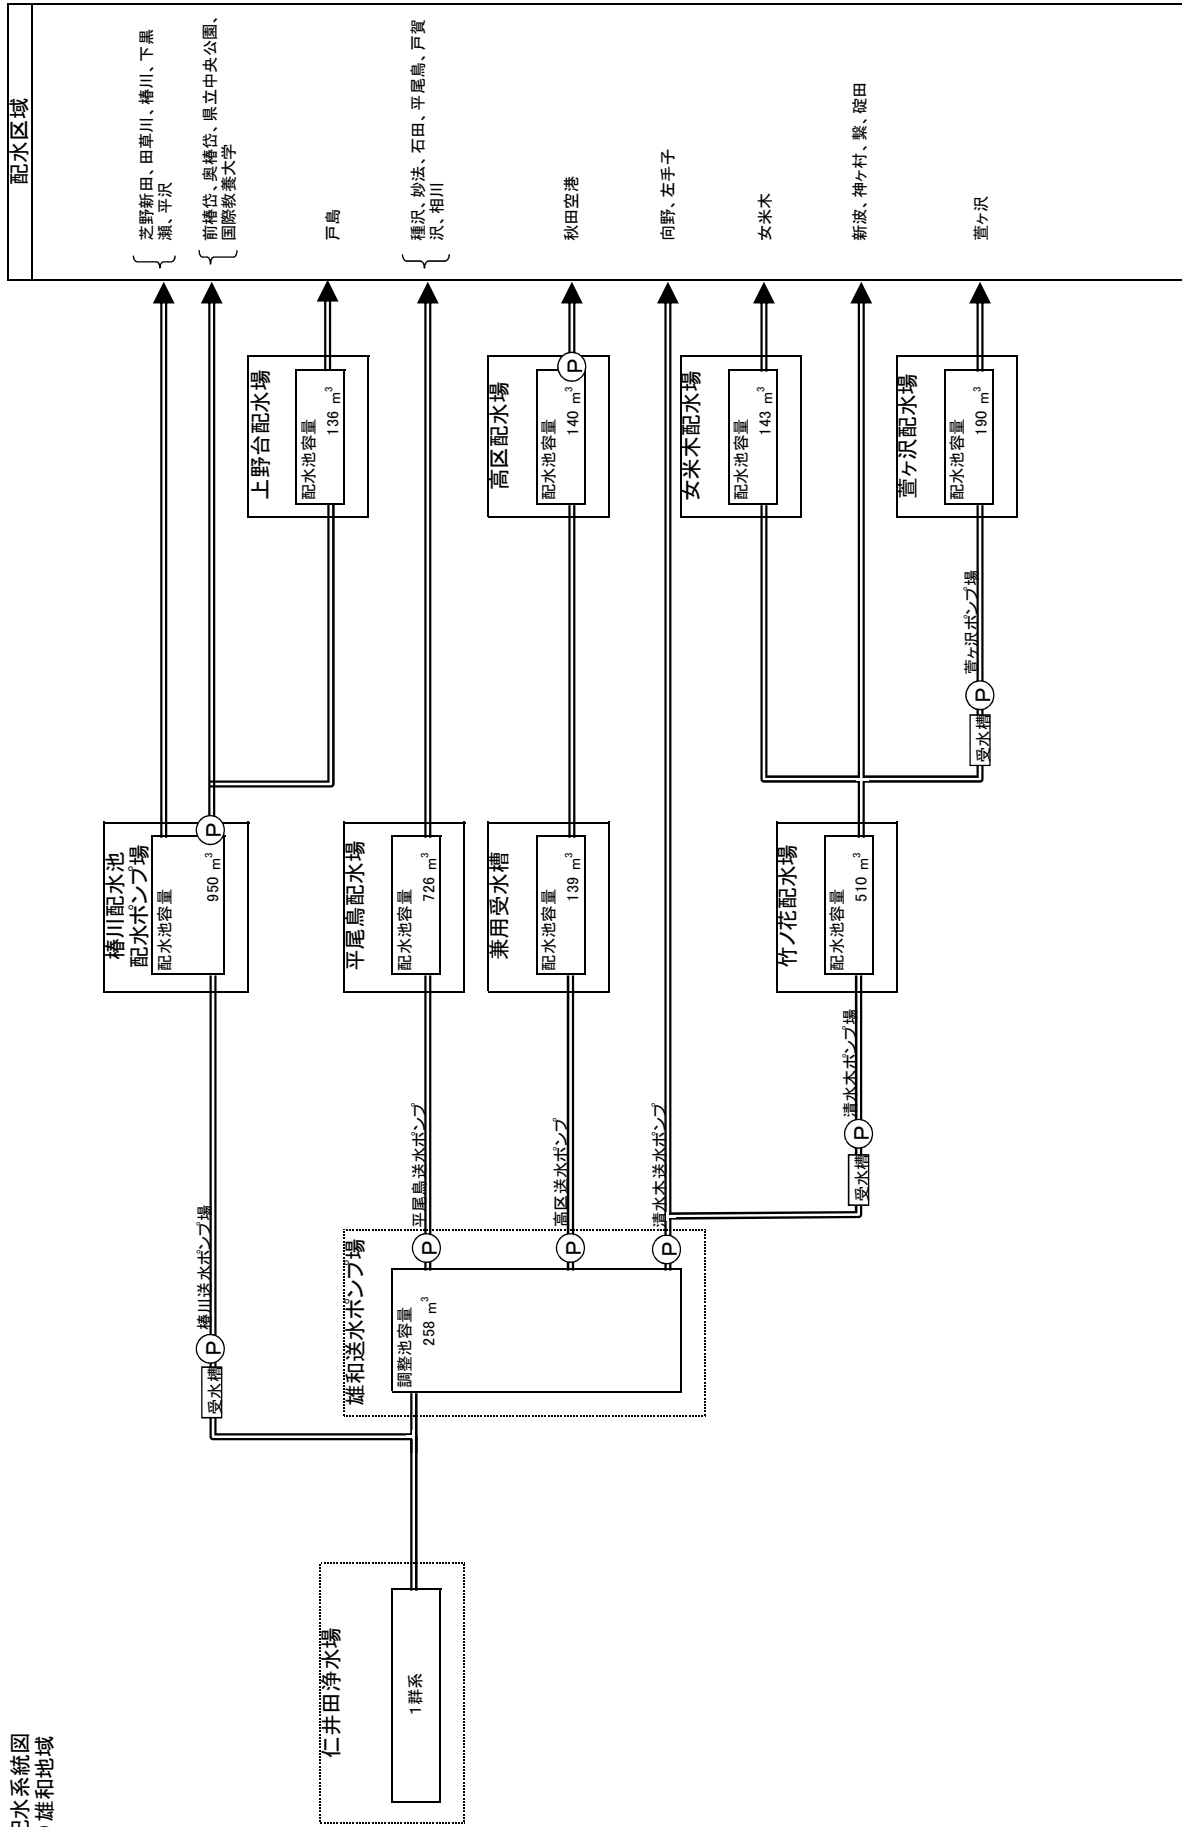 配水系統図
雄和地域
仁井田浄水場
1群系
受水槽
椿川送水ポンプ場
雄和送水ポンプ場
調整池容量
258 m³
平尾鳥送水ポンプ
高区送水ポンプ
清水木送水ポンプ
受水槽
清水木ポンプ場
椿川配水池
配水ポンプ場
配水池容量
950 m³
平尾鳥配水場
配水池容量
726 m³
兼用受水槽
配水池容量
139 m³
竹ノ花配水場
配水池容量
510 m³
受水槽
萱ヶ沢ポンプ場
上野台配水場
配水池容量
136 m³
高区配水場
配水池容量
140 m³
女米木配水場
配水池容量
143 m³
萱ヶ沢配水場
配水池容量
190 m³
P
P
P
P
P
P
P
P
配水区域
芝野新田、田草川、椿川、下黒
瀬、平沢
前椿岱、奥椿岱、県立中央公園、
国際教養大学
戸島
種沢、妙法、石田、平尾鳥、戸賀
沢、相川
秋田空港
向野、左手子
女米木
新波、神ヶ村、繋、碇田
萱ヶ沢